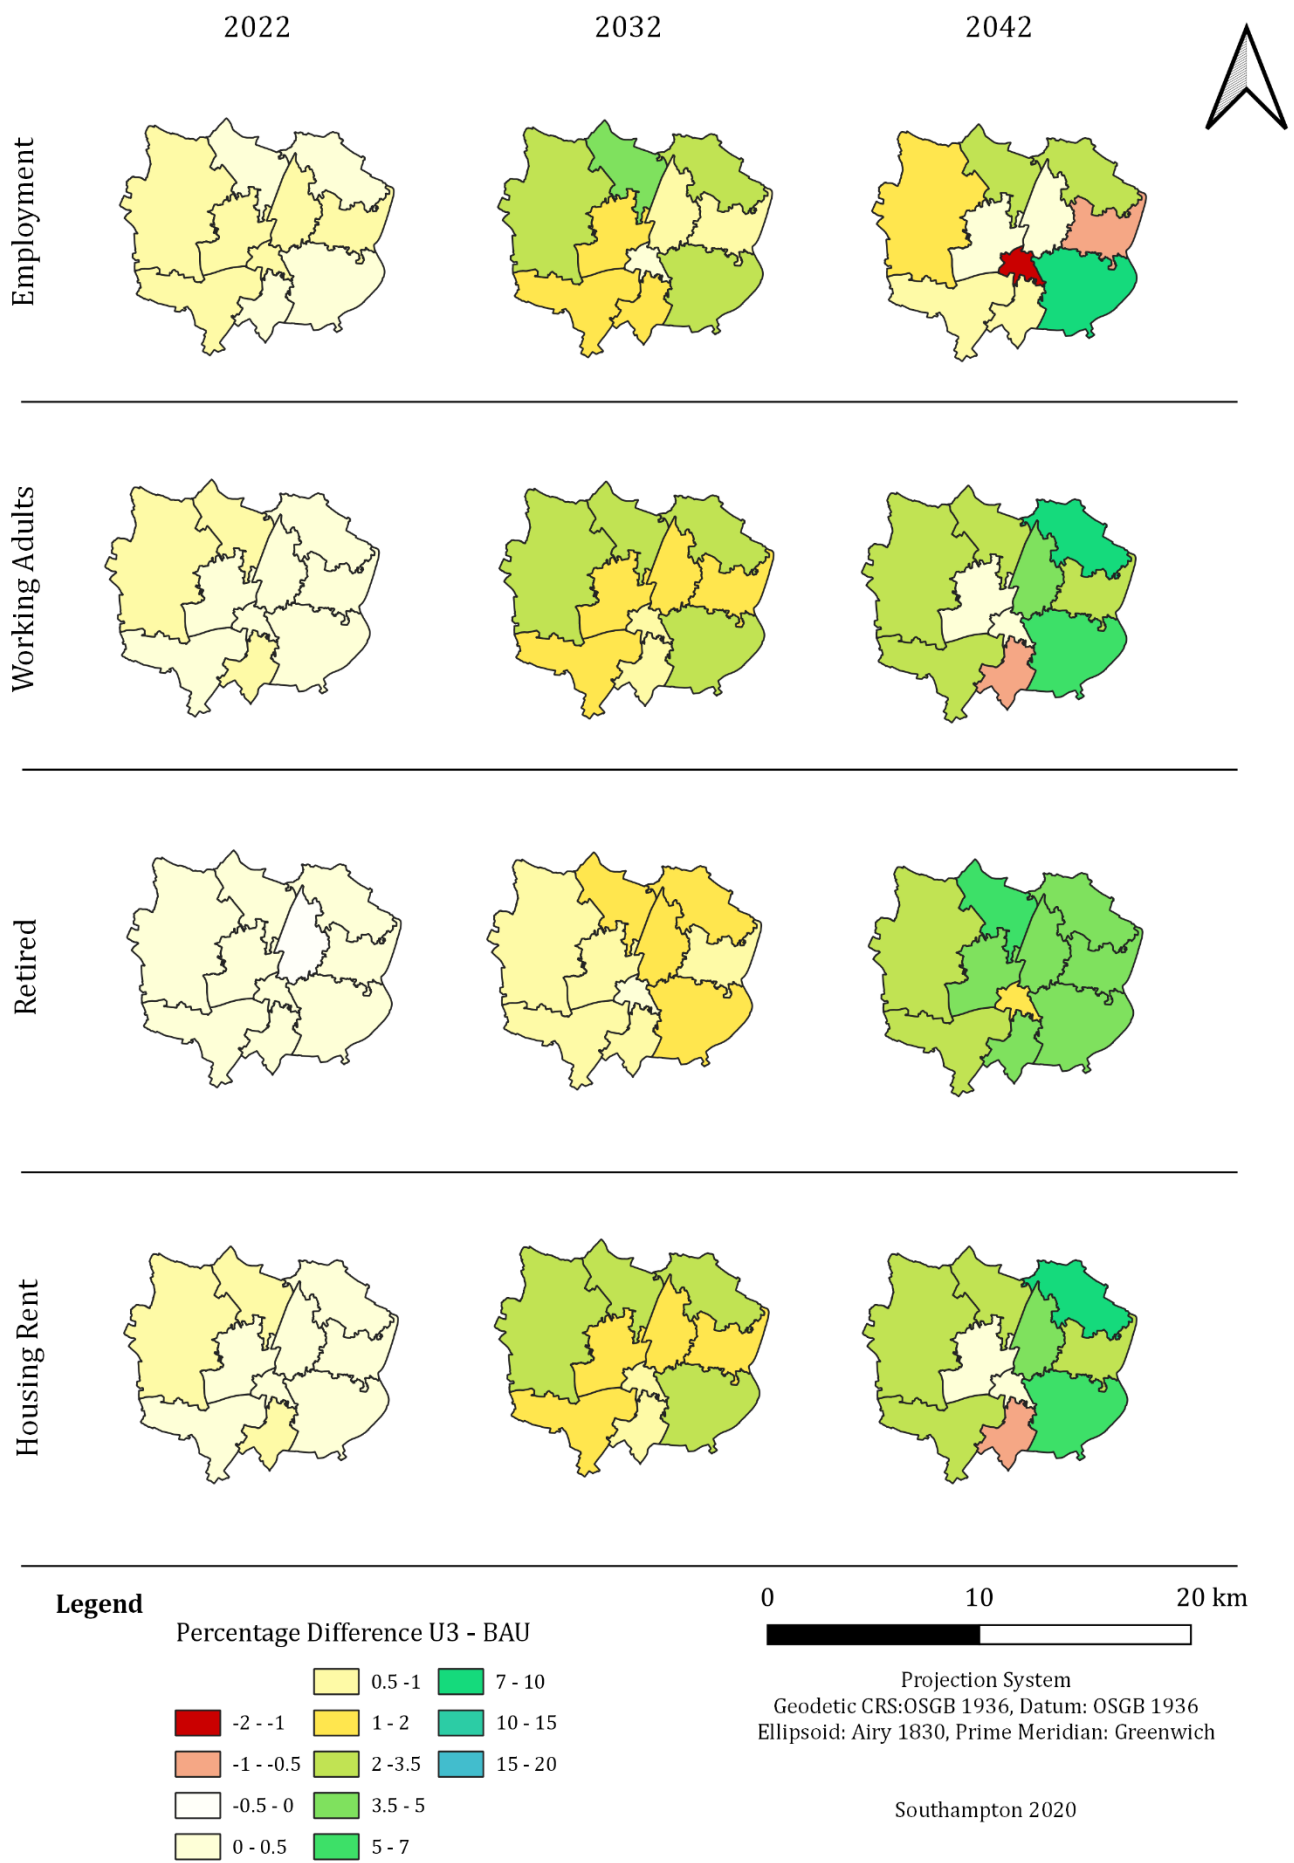 2022 2032 2042
Employment
Working Adults
Retired
Housing Rent
Legend
Percentage Difference U3 - BAU
0.5 -1 7 - 10
-2 - -1 1 - 2 10 - 15
-1 - -0.5 2 -3.5 15 - 20
-0.5 - 0 3.5 - 5
0 - 0.5 5 - 7
0 10 20 km
Projection System
Geodetic CRS:OSGB 1936, Datum: OSGB 1936
Ellipsoid: Airy 1830, Prime Meridian: Greenwich
Southampton 2020